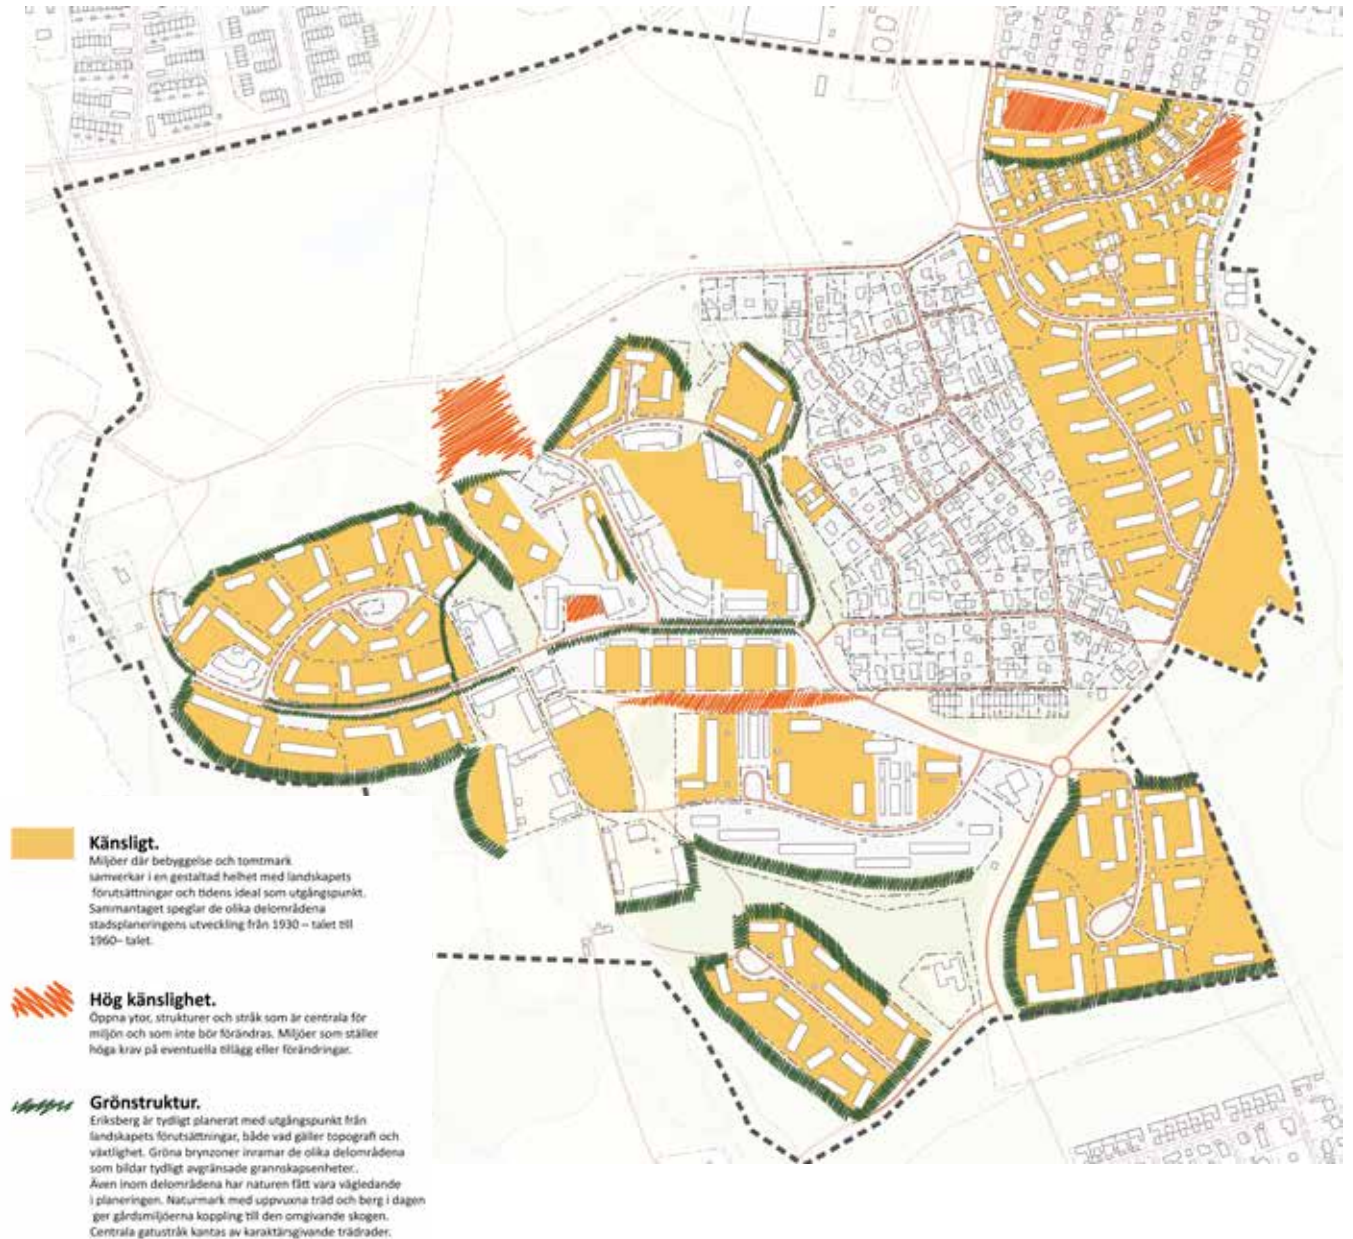 Känsligt.
Miljöer där bebyggelse och tomtmark
samverkar i en gestaltad helhet med landskapets
förutsättningar och tidens ideal som utgångspunkt.
Sammantaget speglar de olika delområdena
stadsplaneringens utveckling från 1930 – talet till
1960– talet.
Hög känslighet.
Öppna ytor, strukturer och stråk som är centrala för
miljön och som inte bör förändras. Miljöer som ställer
höga krav på eventuella tillägg eller förändringar.
Grönstruktur.
Eriksberg är tydligt planerat med utgångspunkt från
landskapets förutsättningar, både vad gäller topografi och
växtlighet. Gröna brynzoner inramar de olika delområdena
som bildar tydligt avgränsade grannskapsenheter..
Även inom delområdena har naturen fått vara vägledande
i planeringen. Naturmark med uppvuxna träd och berg i dagen
ger gårdsmiljöerna koppling till den omgivande skogen.
Centrala gatustråk kantas av karaktärsgivande trädrader.